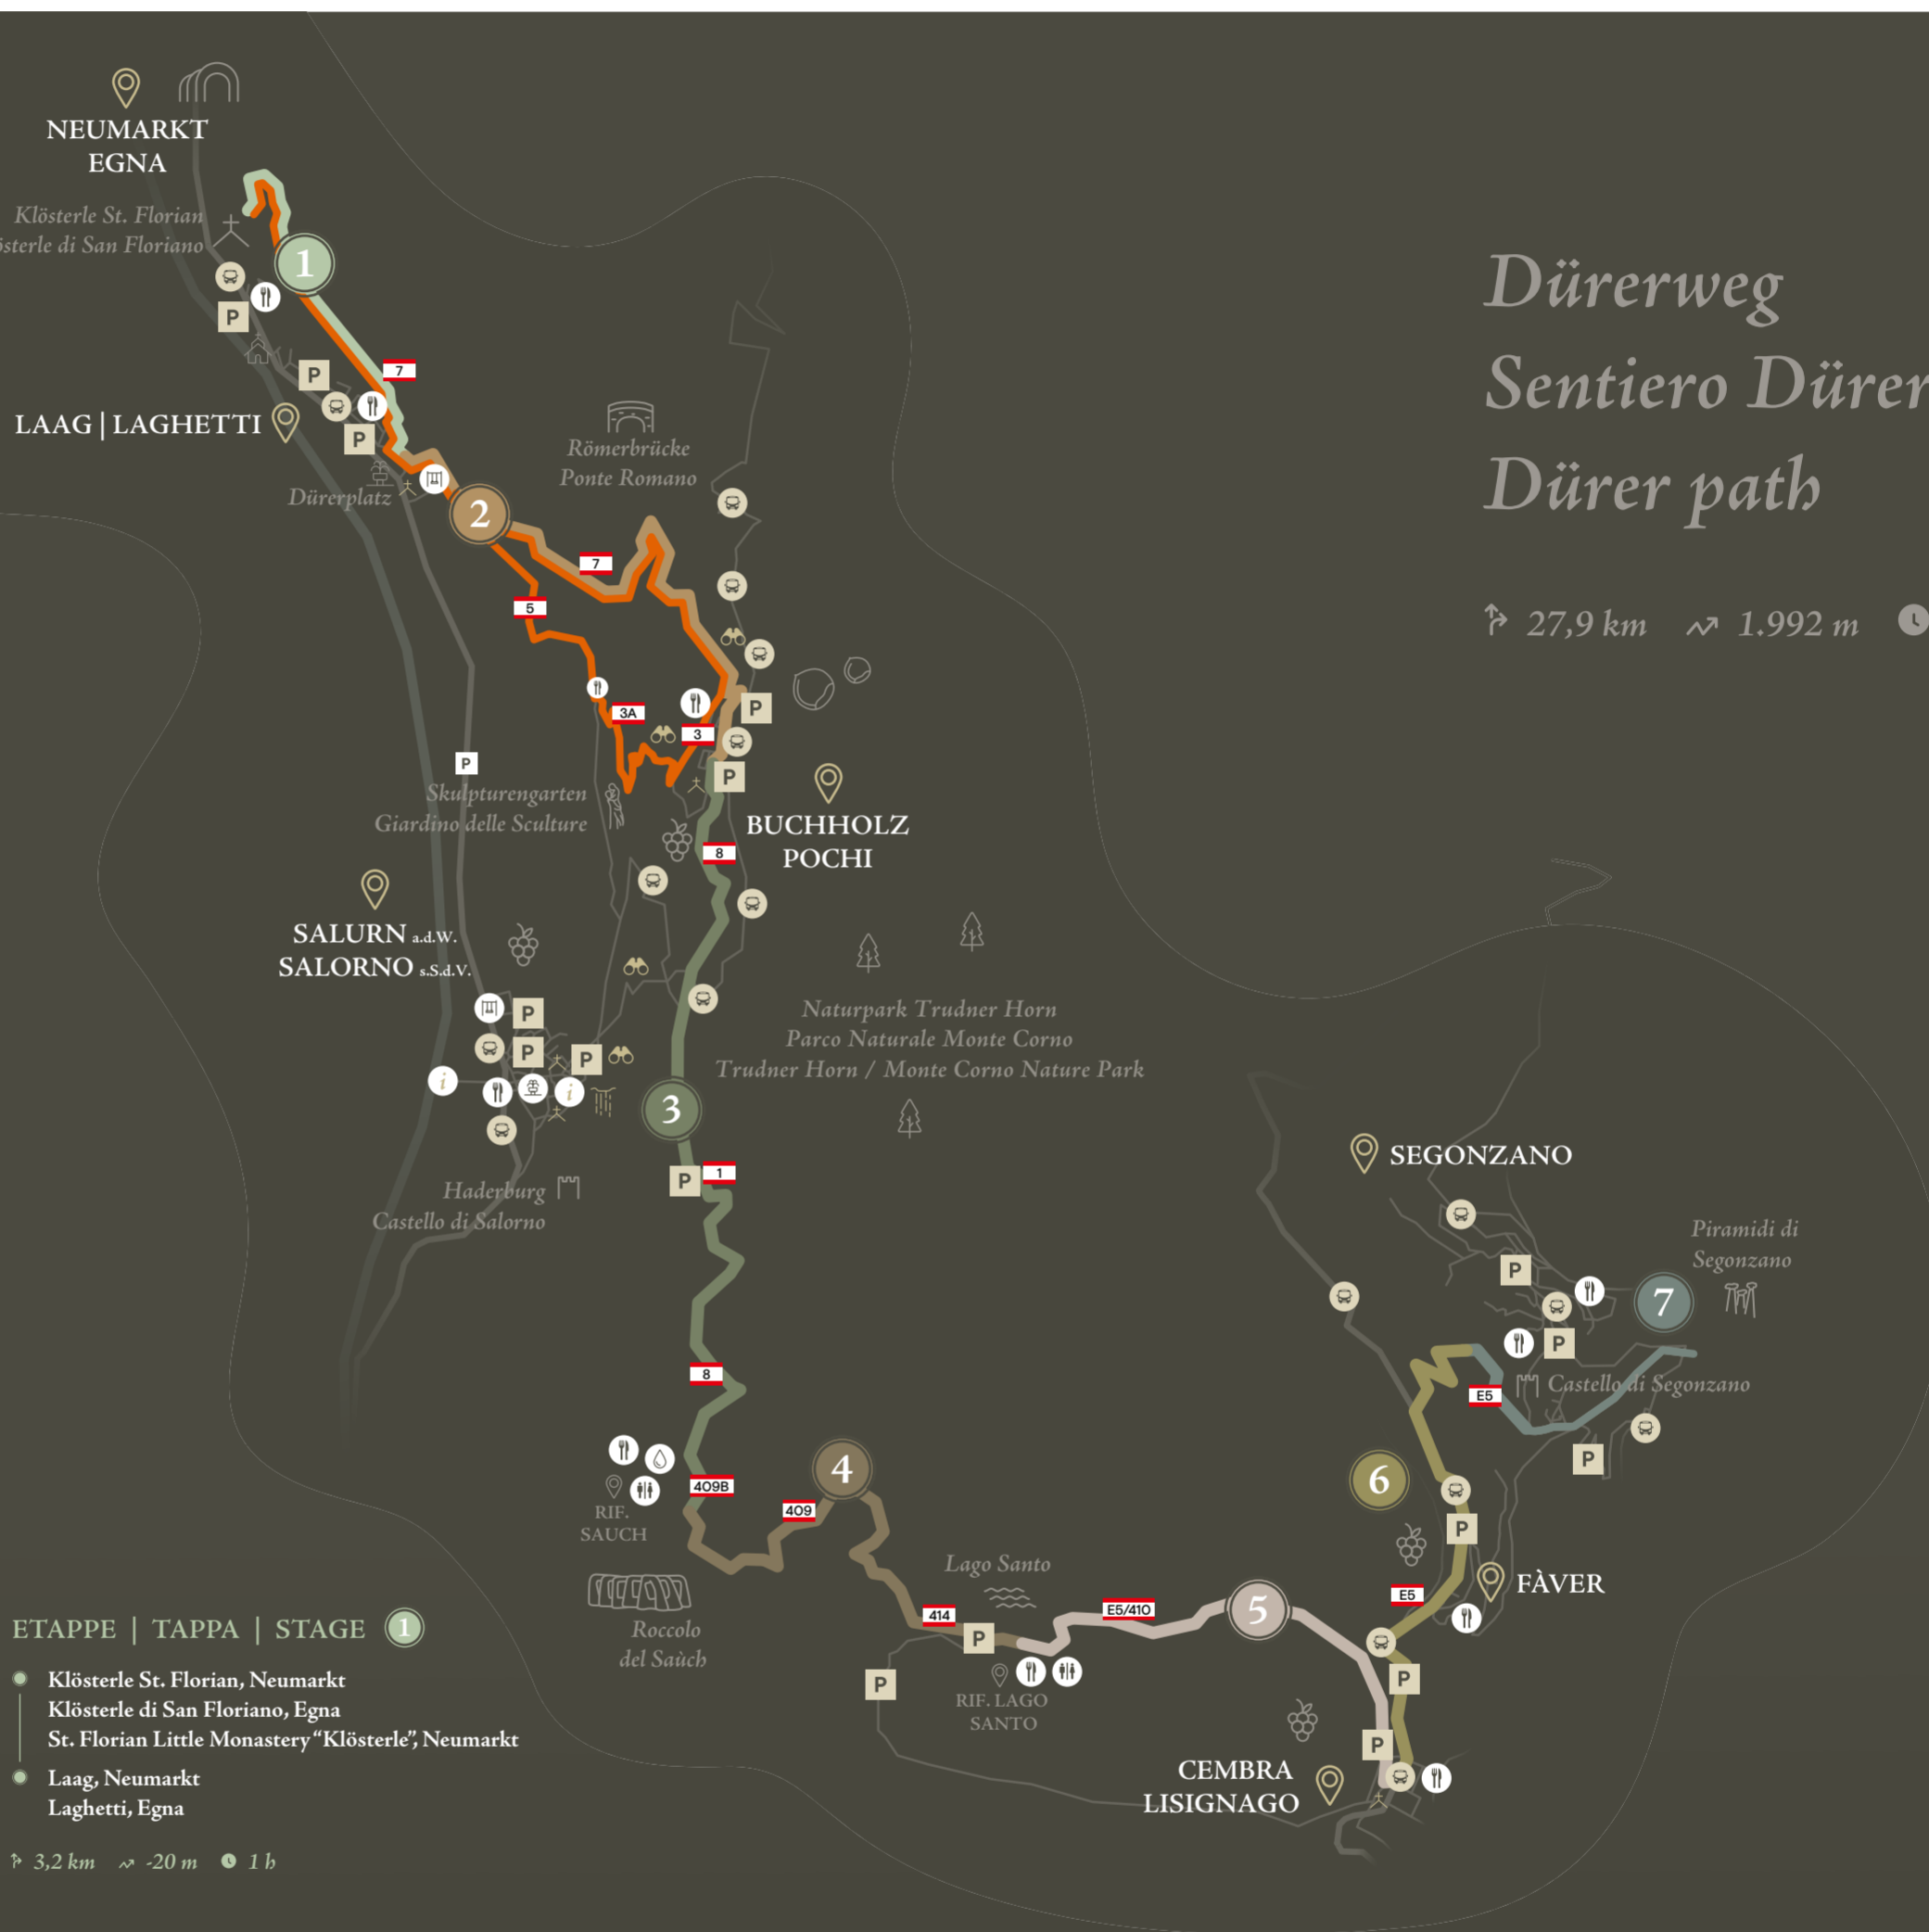 NEUMARKT
EGNA
Klösterle St. Florian
österle di San Floriano
1
Dürerweg
Sentiero Dürer
Dürer path
27,9 km 1.992 m
P
7
P
LAAG | LAGHETTI
P
Dürerplatz
2
Römerbrücke
Ponte Romano
7
5
3A
3
P
P
P
Skulpturengarten
Giardino delle Sculture
BUCHHOLZ
POCHI
8
SALURN a.d.W.
SALORNO s.S.d.V.
P
P
P
i
i
Naturpark Trudner Horn
Parco Naturale Monte Corno
Trudner Horn / Monte Corno Nature Park
3
P
1
Haderburg
Castello di Salorno
SEGONZANO
Piramidi di
Segonzano
P
7
P
8
E5
Castello di Segonzano
P
4
6
409B
409
RIF.
SAUCH
P
Lago Santo
FÀVER
E5
Roccolo
del Saùch
414
P
E5/410
5
P
P
RIF. LAGO
SANTO
P
CEMBRA
LISIGNAGO
ETAPPE | TAPPA | STAGE 1
Klösterle St. Florian, Neumarkt
Klösterle di San Floriano, Egna
St. Florian Little Monastery “Klösterle”, Neumarkt
Laag, Neumarkt
Laghetti, Egna
3,2 km -20 m 1 h